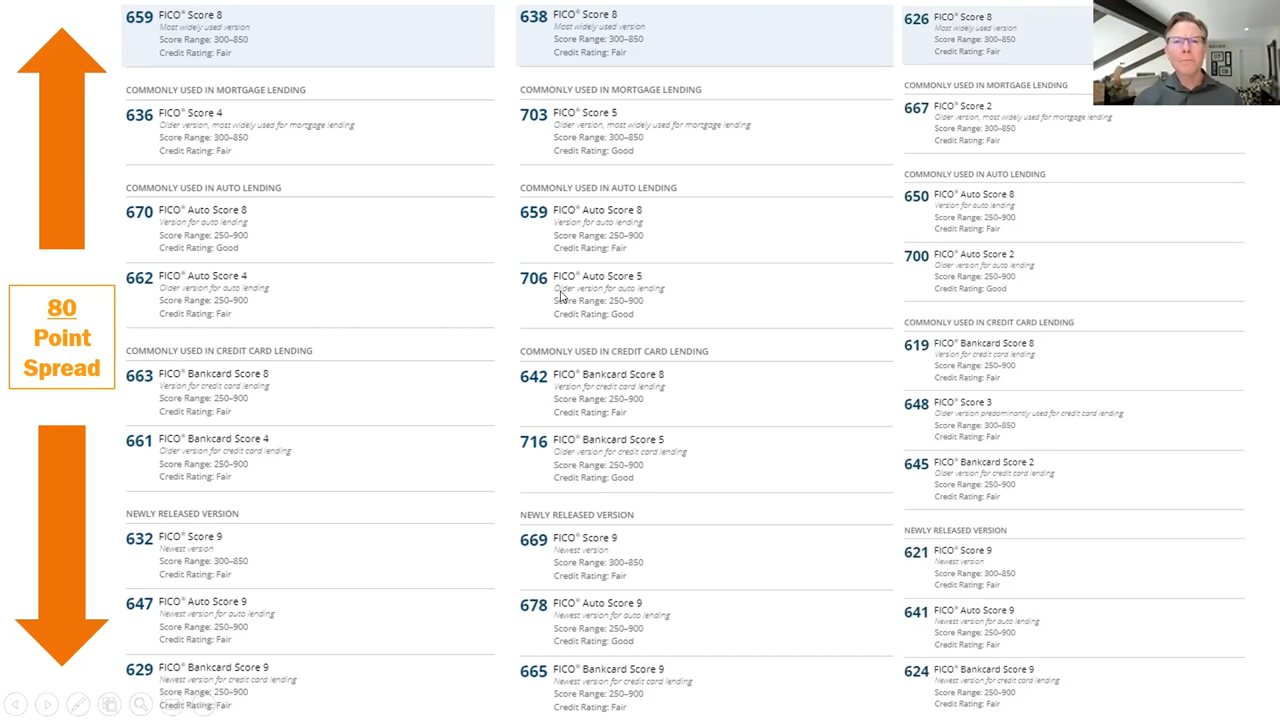 80
Point
Spread
659 FICO® Score 8
Most widely used version
Score Range: 300–850
Credit Rating: Fair
COMMONLY USED IN MORTGAGE LENDING
636 FICO® Score 4
Older version, most widely used for mortgage lending
Score Range: 300–850
Credit Rating: Fair
COMMONLY USED IN AUTO LENDING
670 FICO® Auto Score 8
Version for auto lending
Score Range: 250–900
Credit Rating: Good
662 FICO® Auto Score 4
Older version for auto lending
Score Range: 250–900
Credit Rating: Fair
COMMONLY USED IN CREDIT CARD LENDING
663 FICO® Bankcard Score 8
Version for credit card lending
Score Range: 250–900
Credit Rating: Fair
661 FICO® Bankcard Score 4
Older version for credit card lending
Score Range: 250–900
Credit Rating: Fair
NEWLY RELEASED VERSION
632 FICO® Score 9
Newest version
Score Range: 300–850
Credit Rating: Fair
647 FICO® Auto Score 9
Newest version for auto lending
Score Range: 250–900
Credit Rating: Fair
629 FICO® Bankcard Score 9
Newest version for credit card lending
Score Range: 250–900
Credit Rating: Fair
638 FICO® Score 8
Most widely used version
Score Range: 300–850
Credit Rating: Fair
COMMONLY USED IN MORTGAGE LENDING
703 FICO® Score 5
Older version, most widely used for mortgage lending
Score Range: 300–850
Credit Rating: Good
COMMONLY USED IN AUTO LENDING
659 FICO® Auto Score 8
Version for auto lending
Score Range: 250–900
Credit Rating: Fair
706 FICO® Auto Score 5
Older version for auto lending
Score Range: 250–900
Credit Rating: Good
COMMONLY USED IN CREDIT CARD LENDING
642 FICO® Bankcard Score 8
Version for credit card lending
Score Range: 250–900
Credit Rating: Fair
716 FICO® Bankcard Score 5
Older version for credit card lending
Score Range: 250–900
Credit Rating: Good
NEWLY RELEASED VERSION
669 FICO® Score 9
Newest version
Score Range: 300–850
Credit Rating: Fair
678 FICO® Auto Score 9
Newest version for auto lending
Score Range: 250–900
Credit Rating: Good
665 FICO® Bankcard Score 9
Newest version for credit card lending
Score Range: 250–900
Credit Rating: Fair
626 FICO® Score 8
Most widely used version
Score Range: 300–850
Credit Rating: Fair
COMMONLY USED IN MORTGAGE LENDING
667 FICO® Score 2
Older version, most widely used for mortgage lending
Score Range: 300–850
Credit Rating: Fair
COMMONLY USED IN AUTO LENDING
650 FICO® Auto Score 8
Version for auto lending
Score Range: 250–900
Credit Rating: Fair
700 FICO® Auto Score 2
Older version for auto lending
Score Range: 250–900
Credit Rating: Good
COMMONLY USED IN CREDIT CARD LENDING
619 FICO® Bankcard Score 8
Version for credit card lending
Score Range: 250–900
Credit Rating: Fair
648 FICO® Score 3
Older version predominantly used for credit card lending
Score Range: 300–850
Credit Rating: Fair
645 FICO® Bankcard Score 2
Older version for credit card lending
Score Range: 250–900
Credit Rating: Fair
NEWLY RELEASED VERSION
621 FICO® Score 9
Newest version
Score Range: 300–850
Credit Rating: Fair
641 FICO® Auto Score 9
Newest version for auto lending
Score Range: 250–900
Credit Rating: Fair
624 FICO® Bankcard Score 9
Newest version for credit card lending
Score Range: 250–900
Credit Rating: Fair